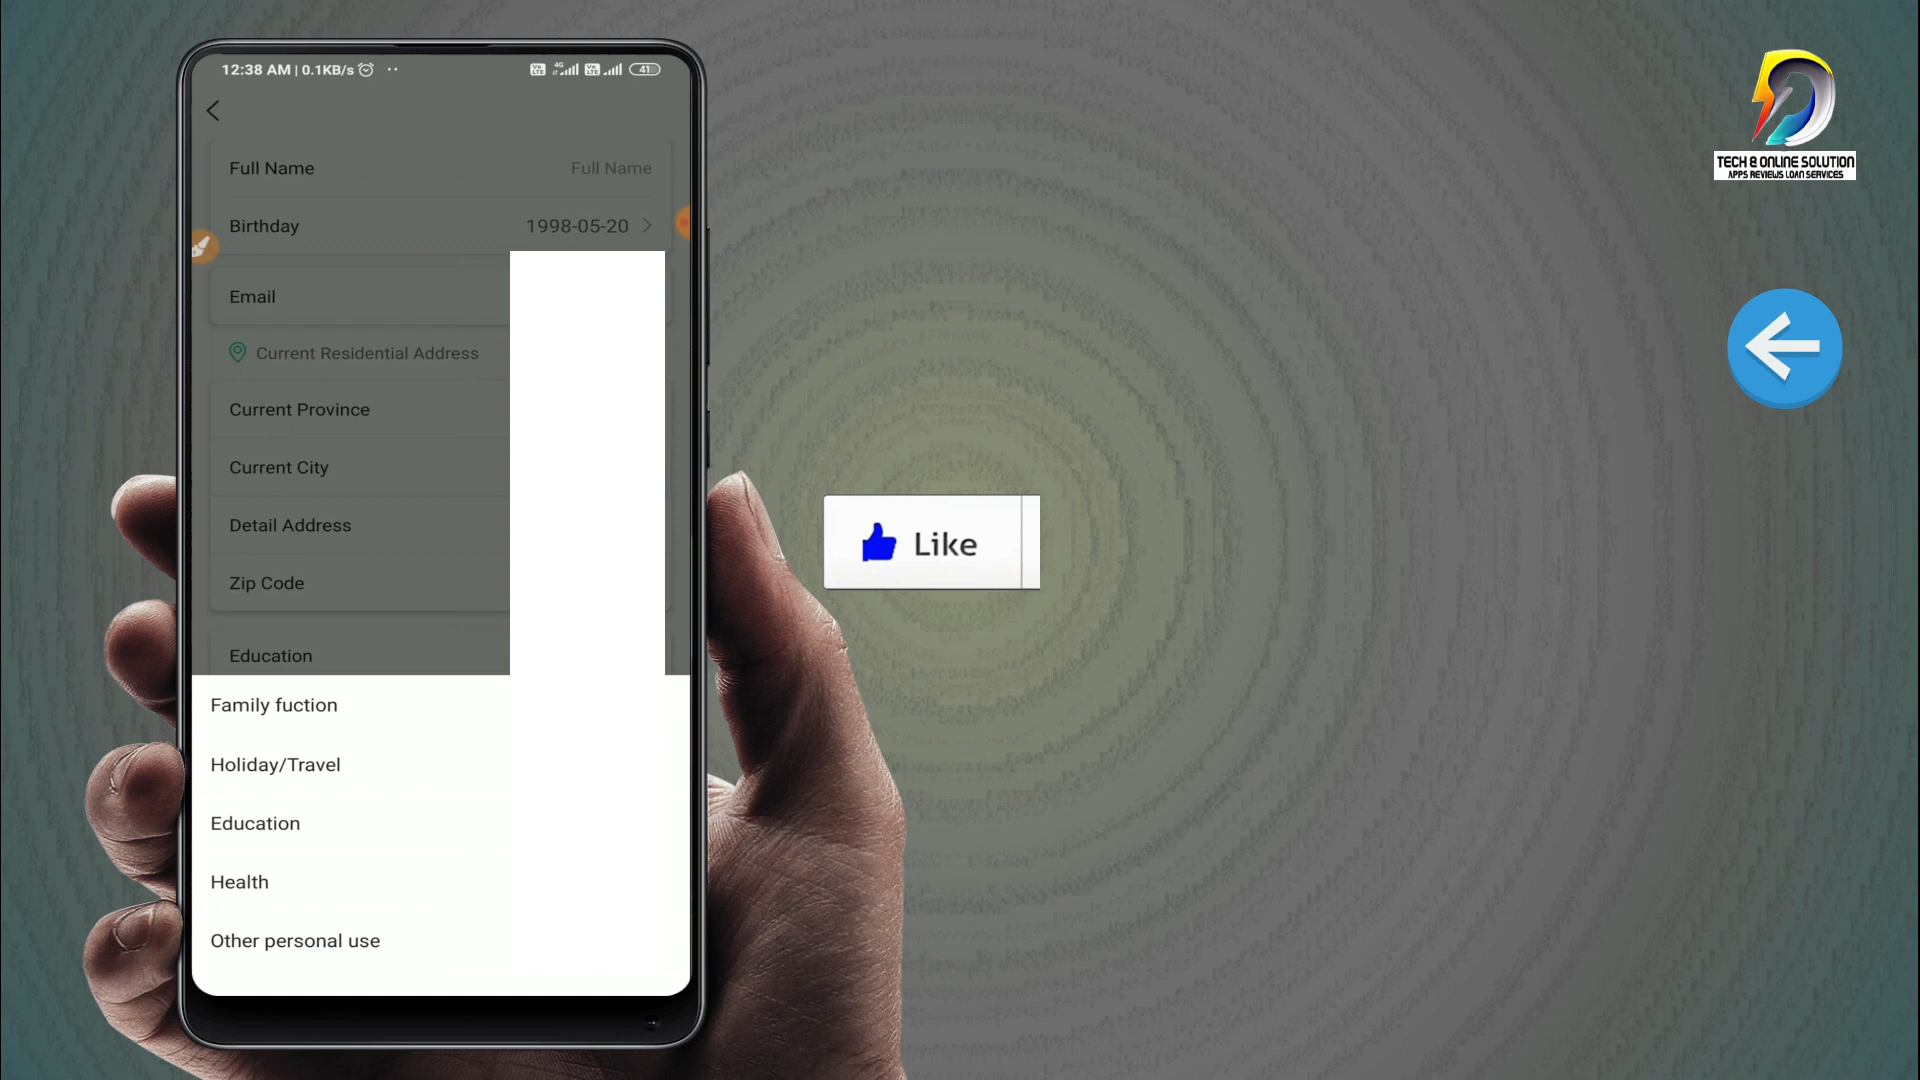 12:38 AM | 0.1KB/s
4G
41
Full Name
Full Name
Birthday
1998-05-20
Email
Current Residential Address
Current Province
Current City
Detail Address
Zip Code
Education
Family fuction
Holiday/Travel
Education
Health
Other personal use
Like
TECH & ONLINE SOLUTION
APPS REVIEWS LOAN SERVICES